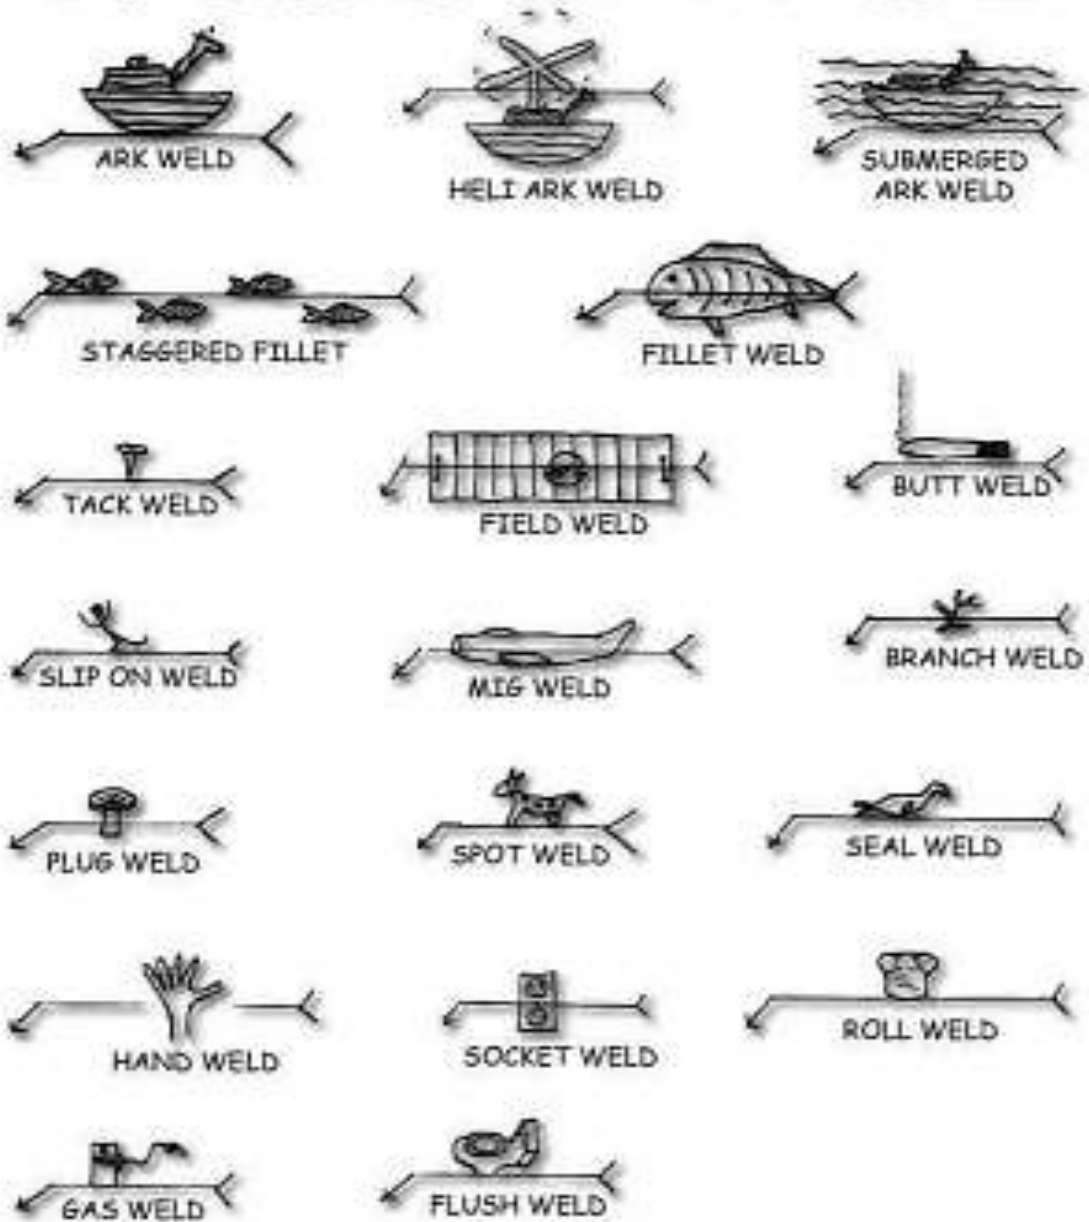 ARK WELD
HELI ARK WELD
SUBMERGED
ARK WELD
STAGGERED FILLET
FILLET WELD
TACK WELD
FIELD WELD
BUTT WELD
SLIP ON WELD
MIG WELD
BRANCH WELD
PLUG WELD
SPOT WELD
SEAL WELD
HAND WELD
SOCKET WELD
ROLL WELD
GAS WELD
FLUSH WELD